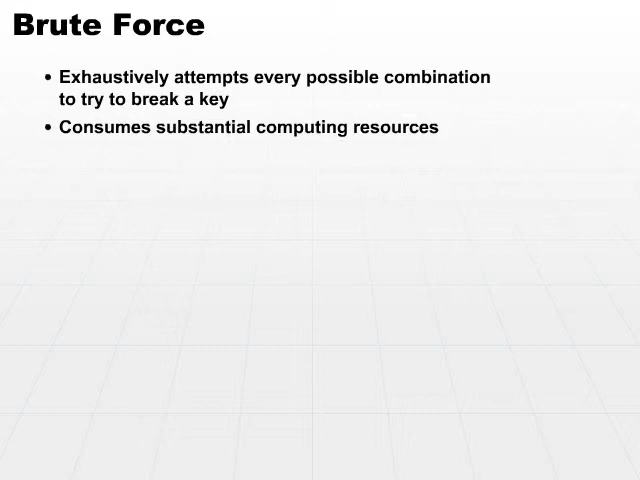 Brute Force
• Exhaustively attempts every possible combination
to try to break a key
• Consumes substantial computing resources